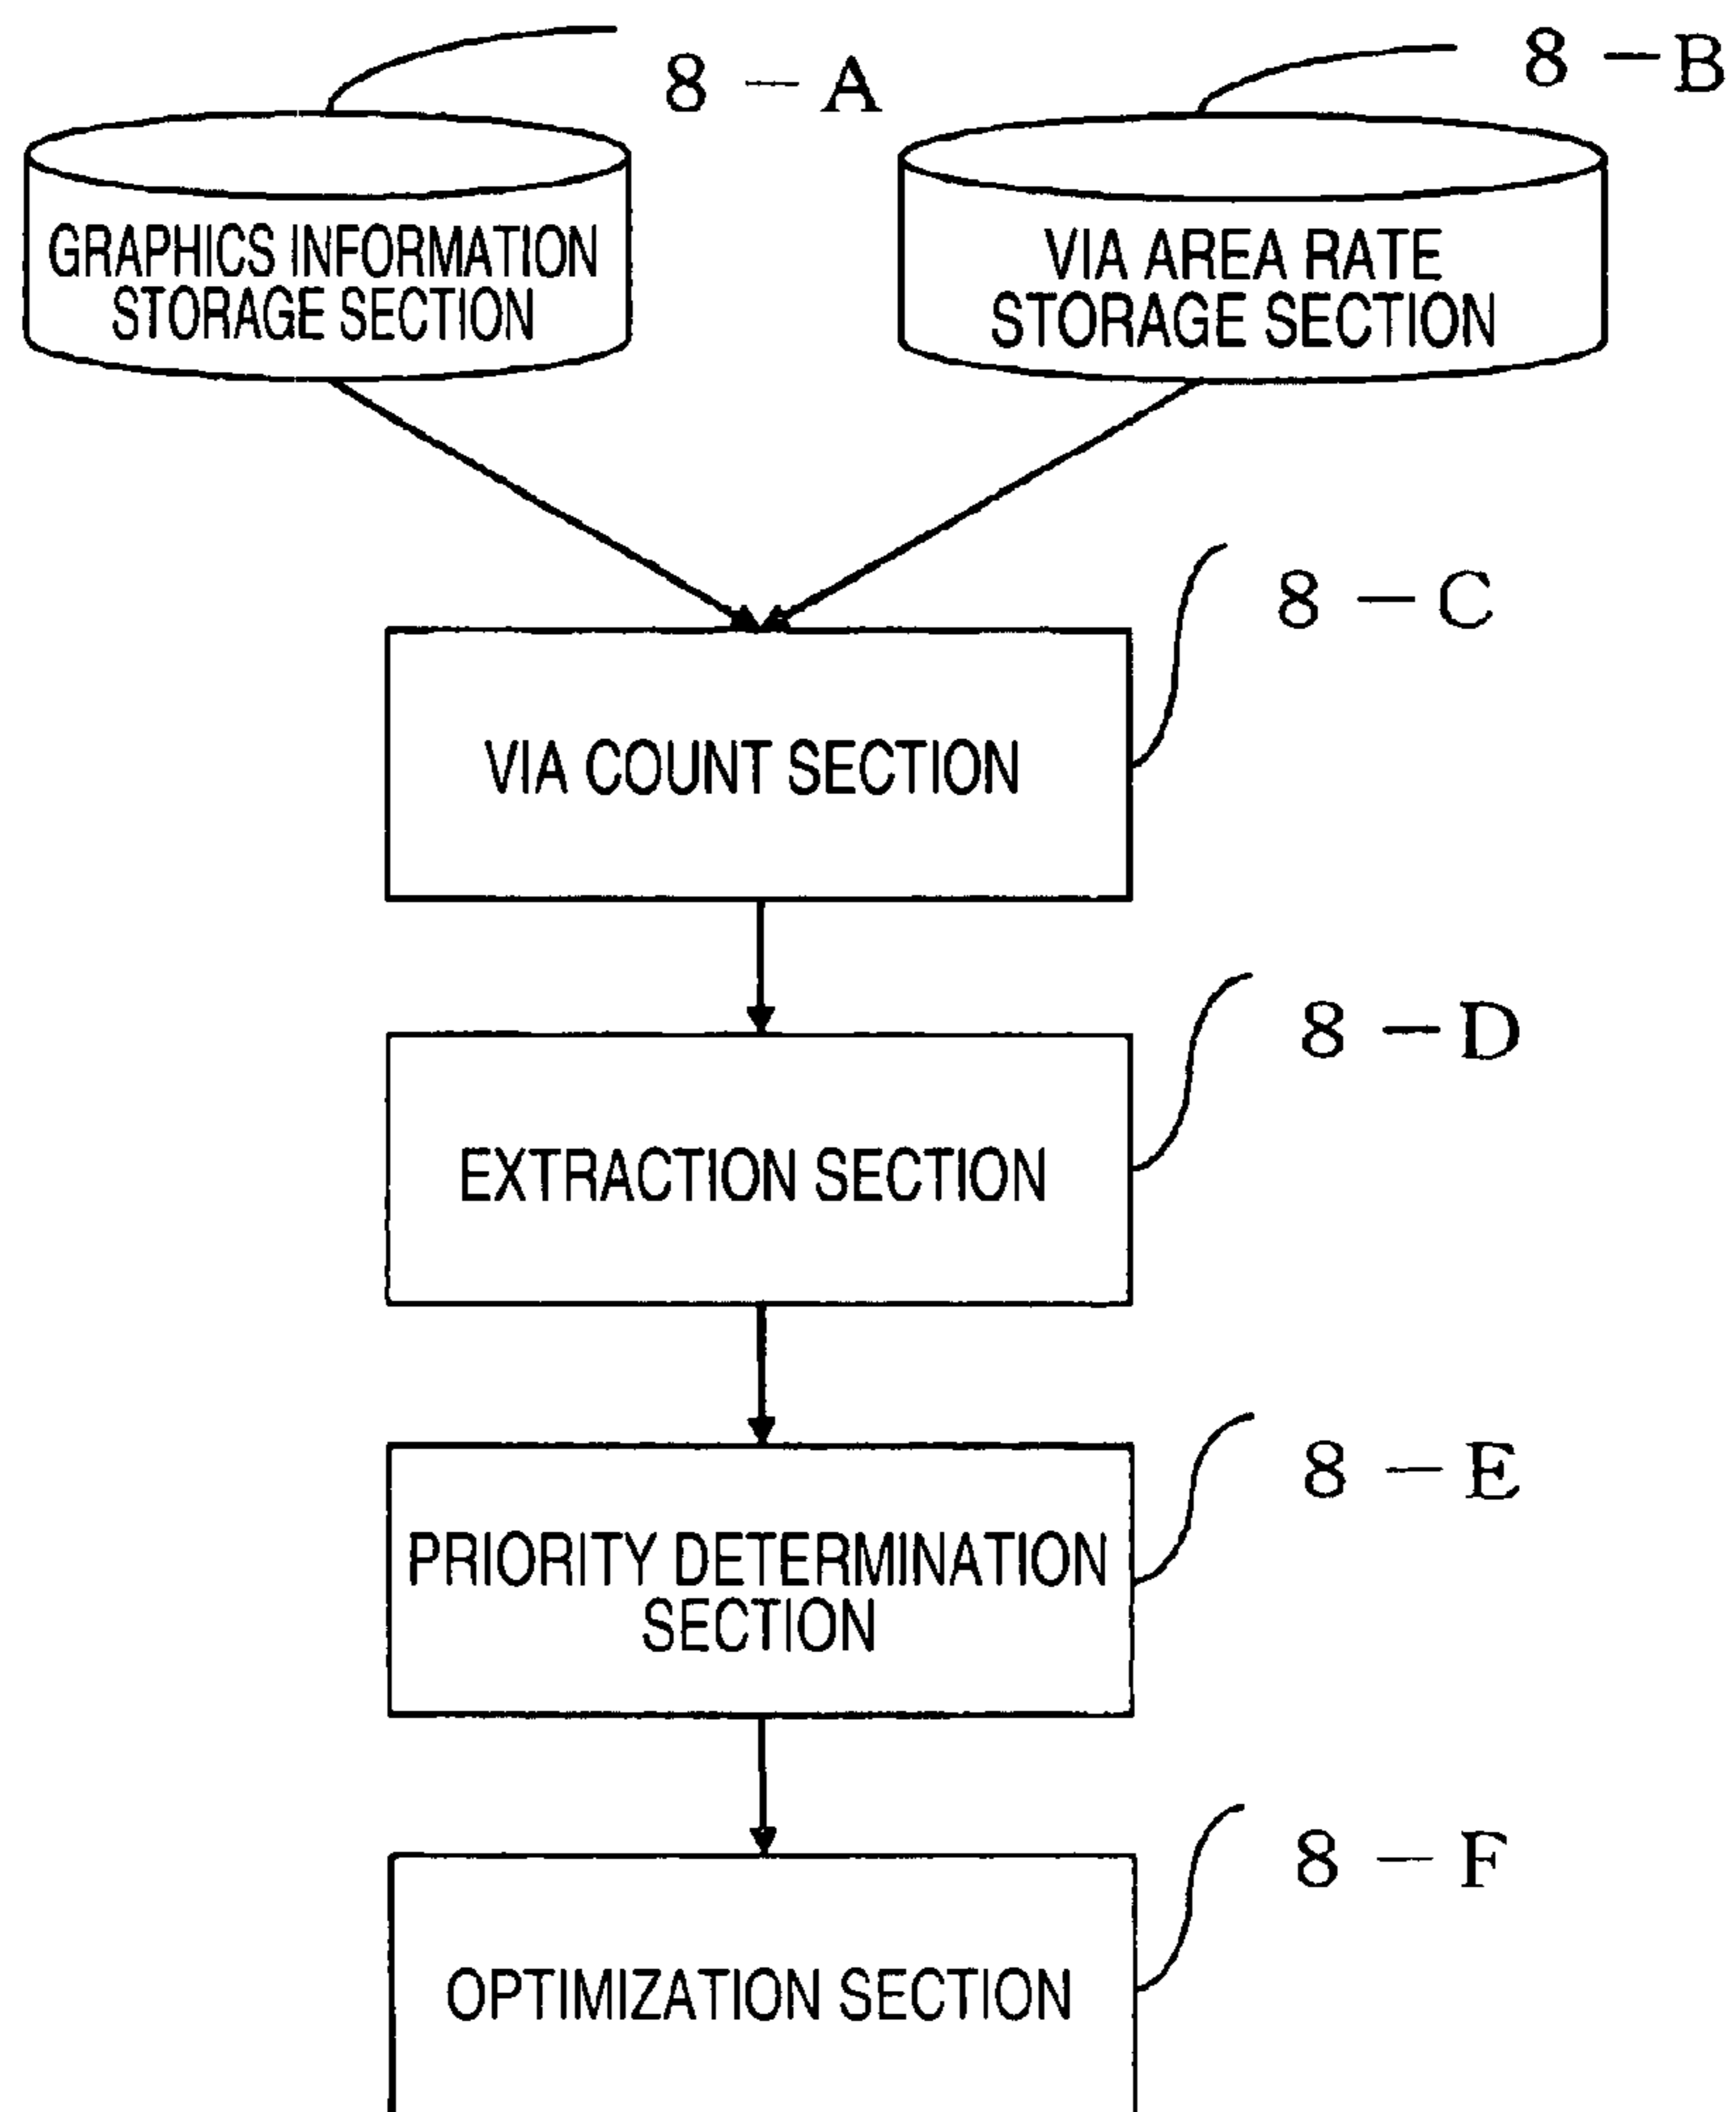 8-A
8-B
GRAPHICS INFORMATION
STORAGE SECTION
VIA AREA RATE
STORAGE SECTION
8-C
VIA COUNT SECTION
8-D
EXTRACTION SECTION
8-E
PRIORITY DETERMINATION
SECTION
8-F
OPTIMIZATION SECTION